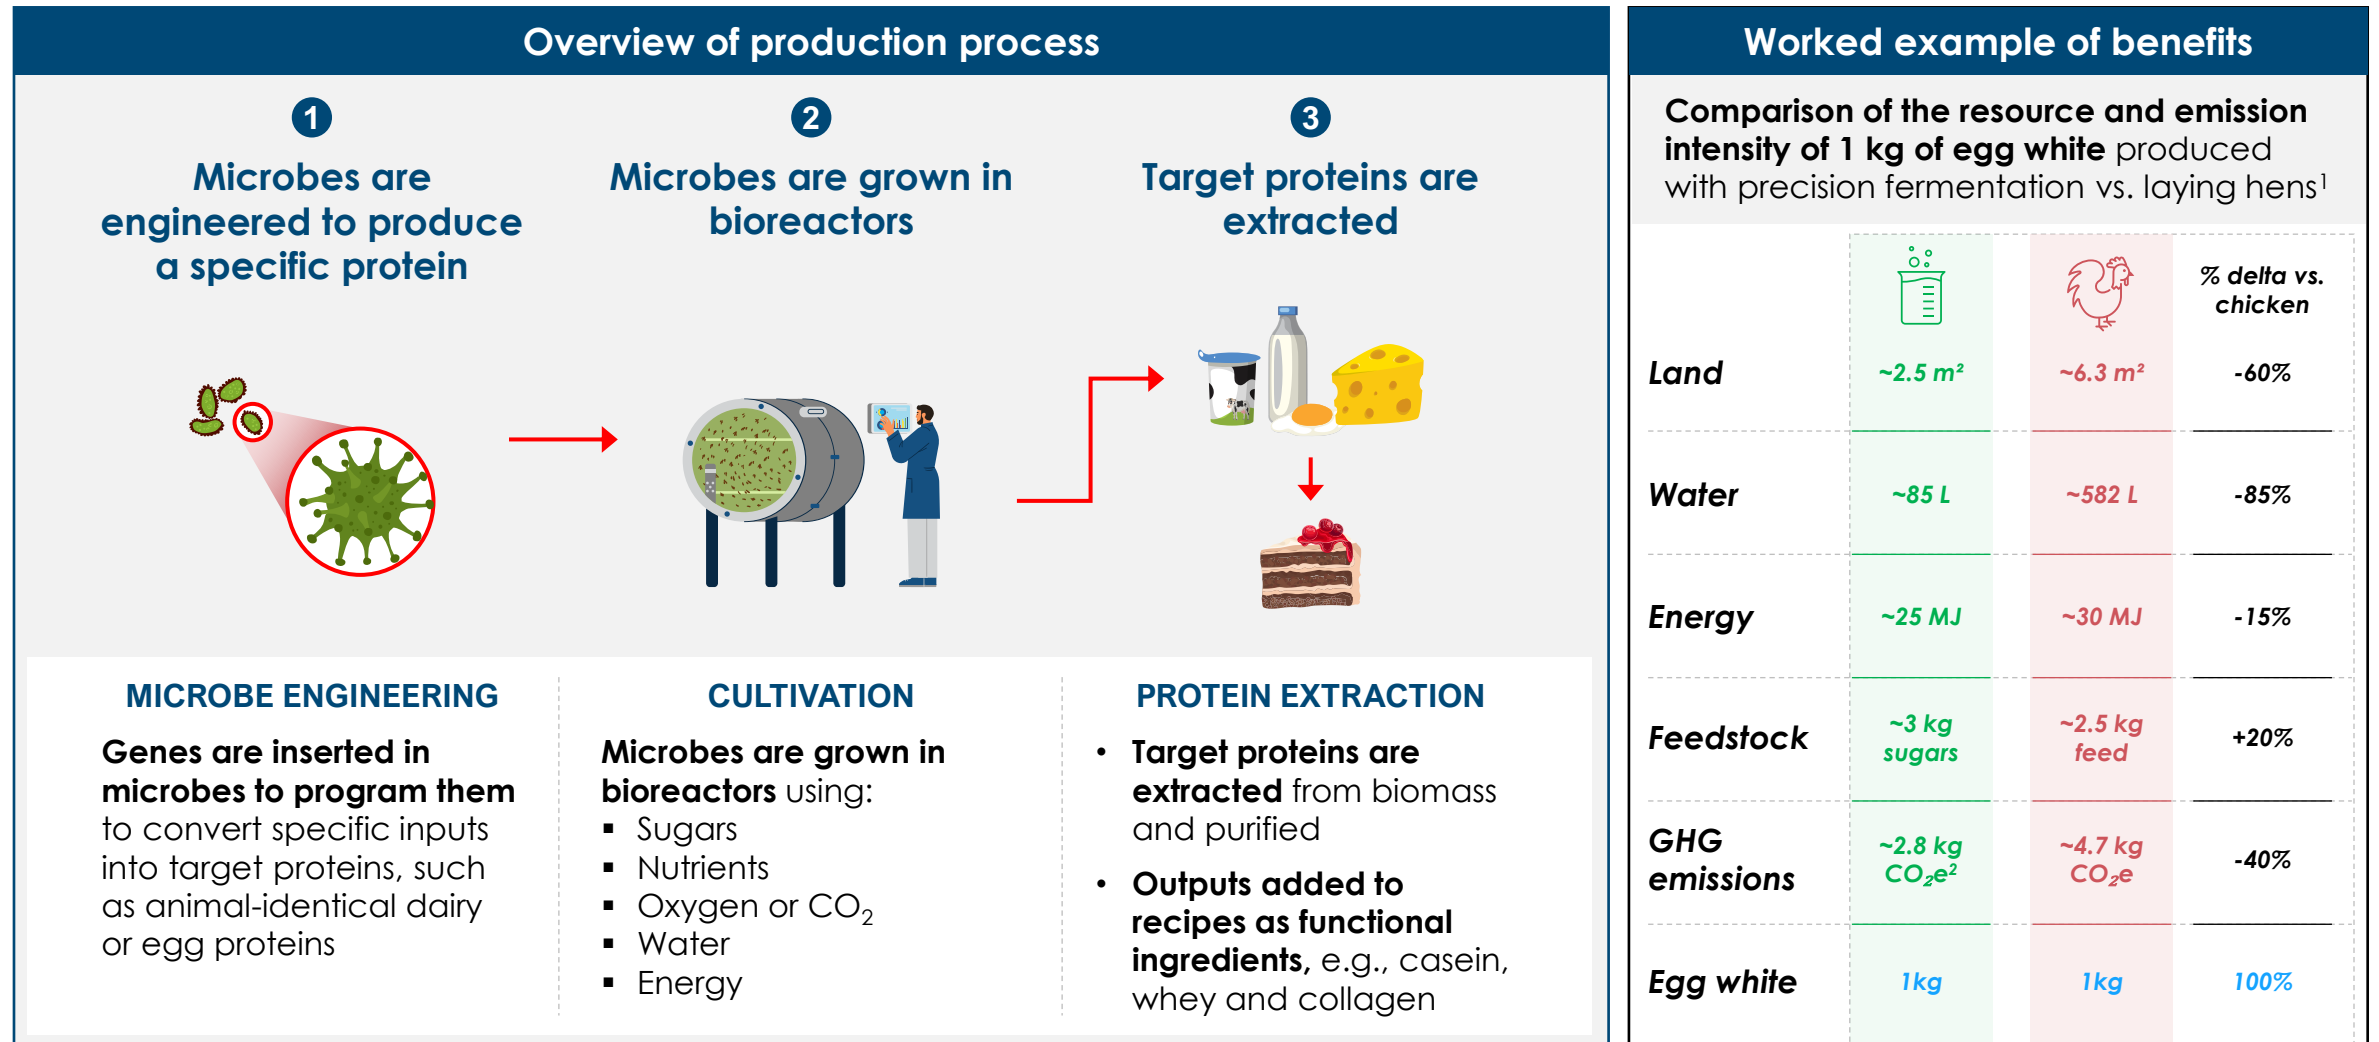 Overview of production process
1
Microbes are
engineered to produce
a specific protein
2
Microbes are grown in
bioreactors
3
Target proteins are
extracted
MICROBE ENGINEERING
Genes are inserted in
microbes to program them
to convert specific inputs
into target proteins, such
as animal-identical dairy
or egg proteins
CULTIVATION
Microbes are grown in
bioreactors using:
▪ Sugars
▪ Nutrients
▪ Oxygen or CO₂
▪ Water
▪ Energy
PROTEIN EXTRACTION
• Target proteins are
extracted from biomass
and purified
• Outputs added to
recipes as functional
ingredients, e.g., casein,
whey and collagen
Worked example of benefits
Comparison of the resource and emission
intensity of 1 kg of egg white produced
with precision fermentation vs. laying hens¹
% delta vs.
chicken
Land ~2.5 m² ~6.3 m² -60%
Water ~85 L ~582 L -85%
Energy ~25 MJ ~30 MJ -15%
Feedstock ~3 kg sugars ~2.5 kg feed +20%
GHG emissions ~2.8 kg CO₂e² ~4.7 kg CO₂e -40%
Egg white 1kg 1kg 100%